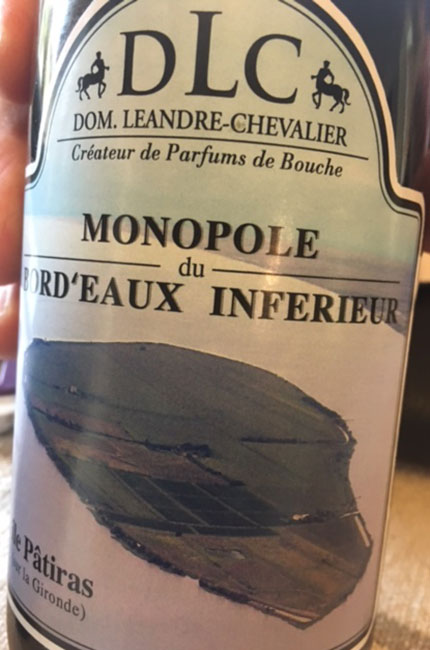 DLC
DOM. LEANDRE-CHEVALIER
Créateur de Parfums de Bouche
MONOPOLE
du
BORD'EAUX INFERIEUR
Pâtiras
la Gironde)